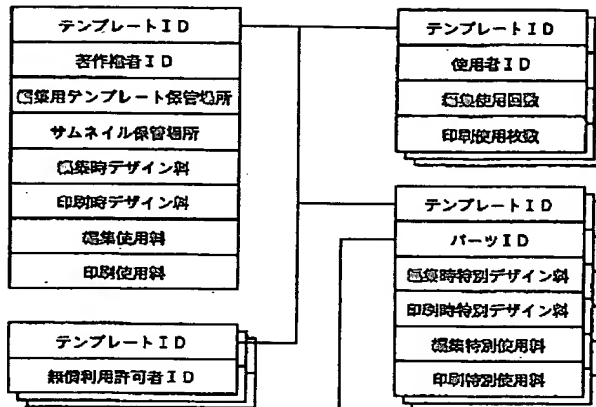 テンプレートID
著作権者ID
編集用テンプレート保管場所
サムネイル保管場所
編集時デザイン料
印刷時デザイン料
編集使用料
印刷使用料
テンプレートID
無償利用許可者ID
テンプレートID
使用者ID
編集使用回数
印刷使用枚数
テンプレートID
パーツID
編集時特別デザイン料
印刷時特別デザイン料
編集特別使用料
印刷特別使用料